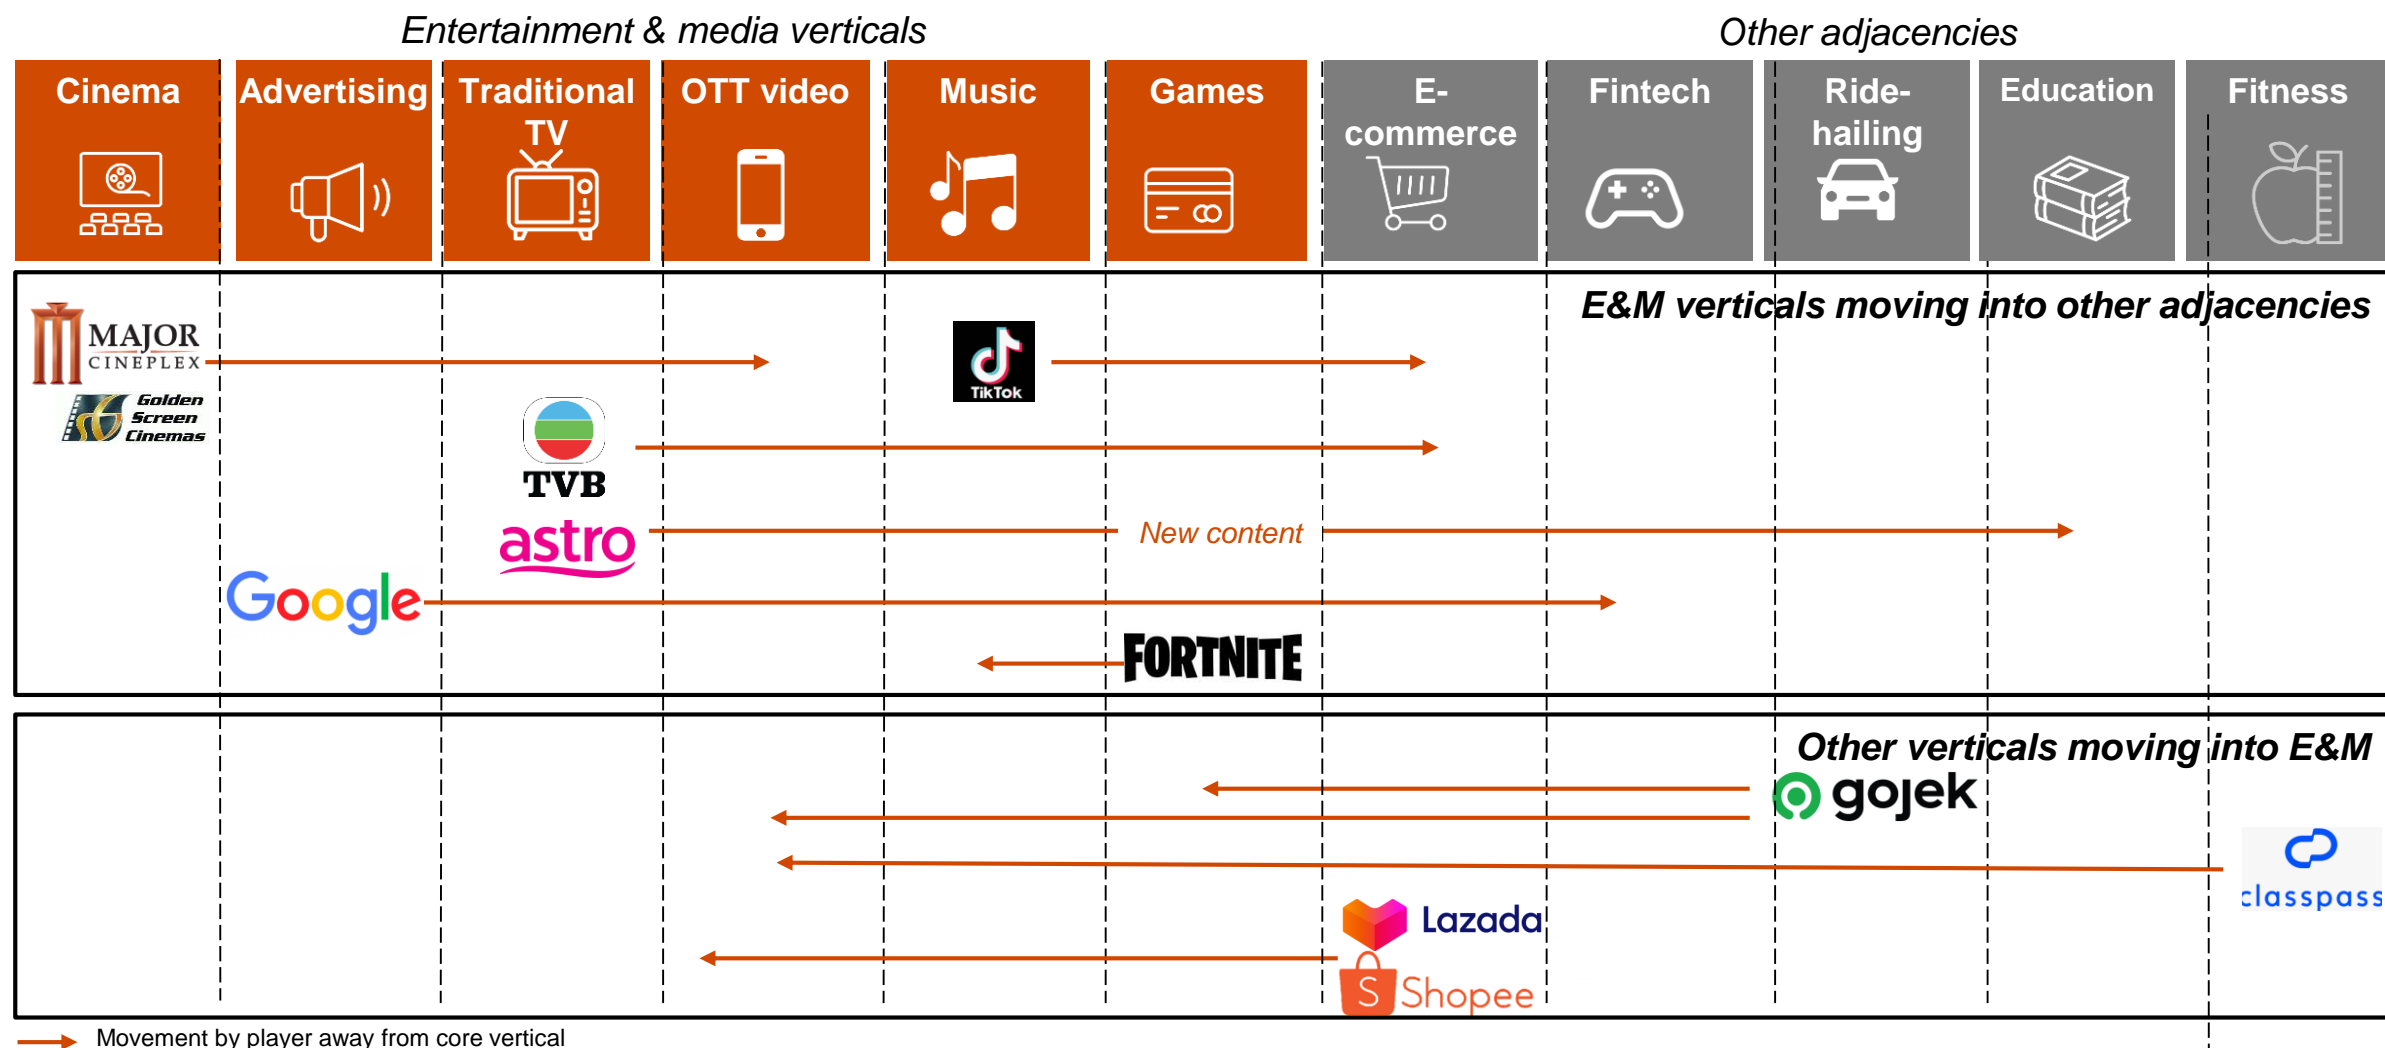 Entertainment & media verticals
Other adjacencies
Cinema
Advertising
Traditional
TV
OTT video
Music
Games
E-
commerce
Fintech
Ride-
hailing
Education
Fitness
E&M verticals moving into other adjacencies
MAJOR
CINEPLEX
Golden
Screen
Cinemas
TikTok
TVB
astro
New content
Google
FORTNITE
Other verticals moving into E&M
gojek
classpass
Lazada
S
Shopee
Movement by player away from core vertical